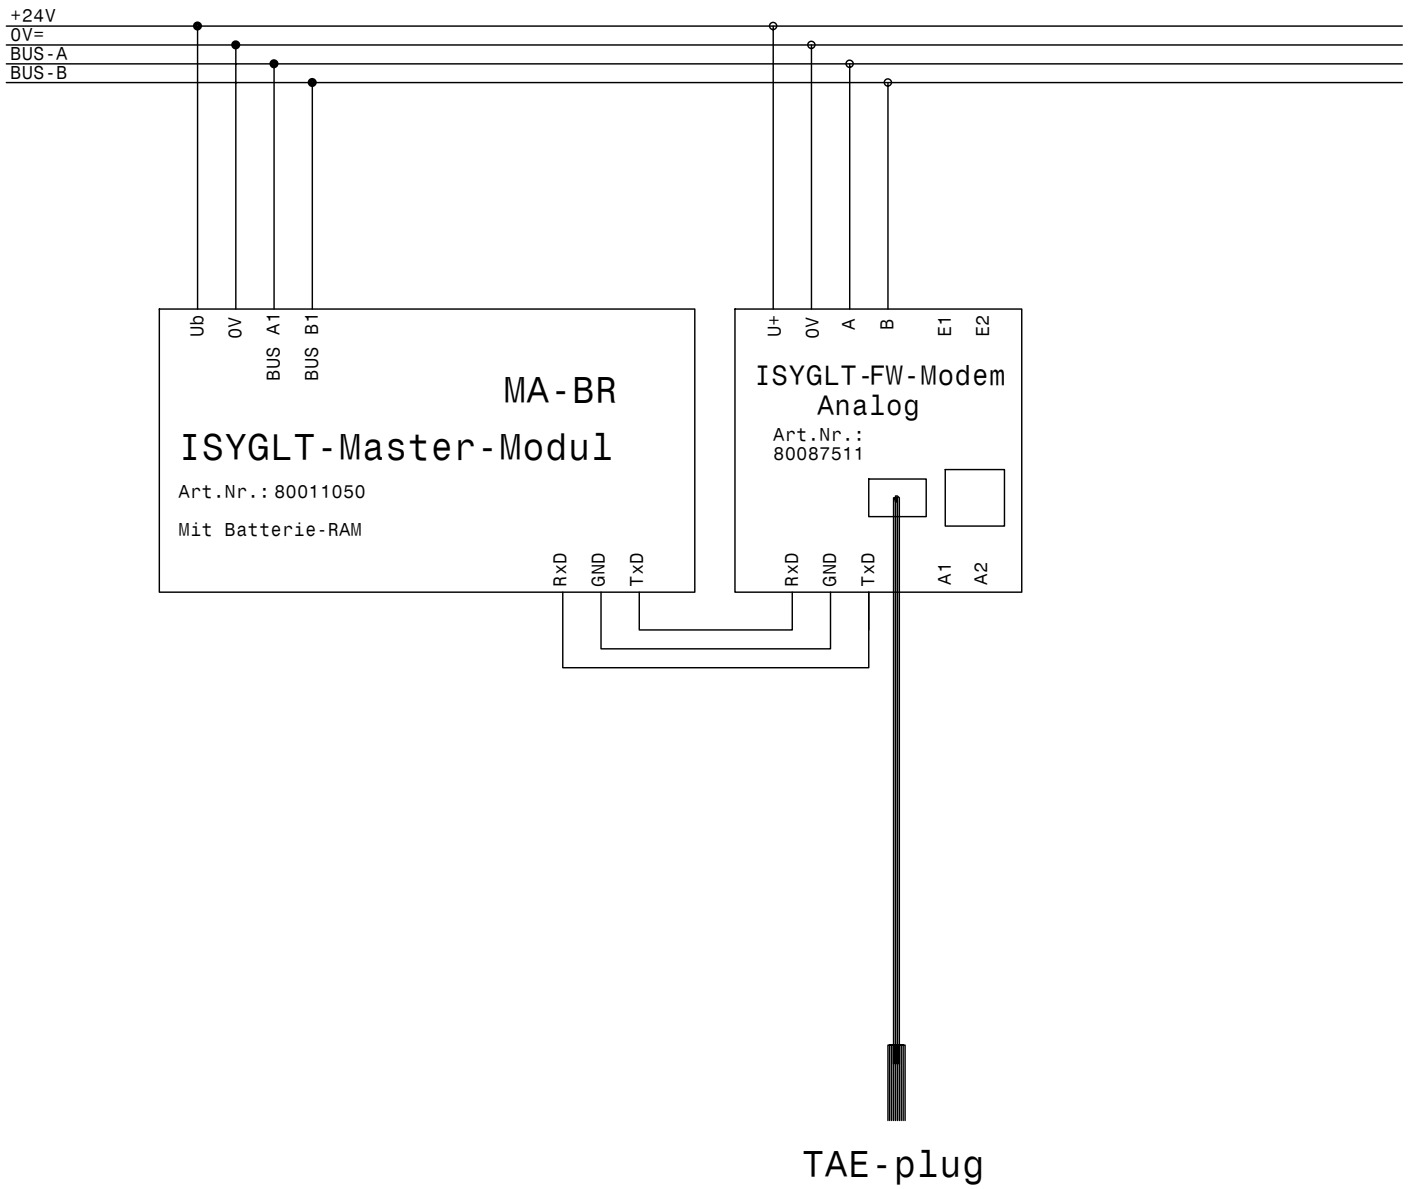 +24V
0V=
BUS-A
BUS-B
Ub
0V
BUS A1
BUS B1
MA-BR
ISYGLT-Master-Modul
Art.Nr.: 80011050
Mit Batterie-RAM
RxD
GND
TxD
U+
0V
A
B
E1
E2
ISYGLT-FW-Modem
Analog
Art.Nr.:
80087511
RxD
GND
TxD
A1
A2
TAE-plug